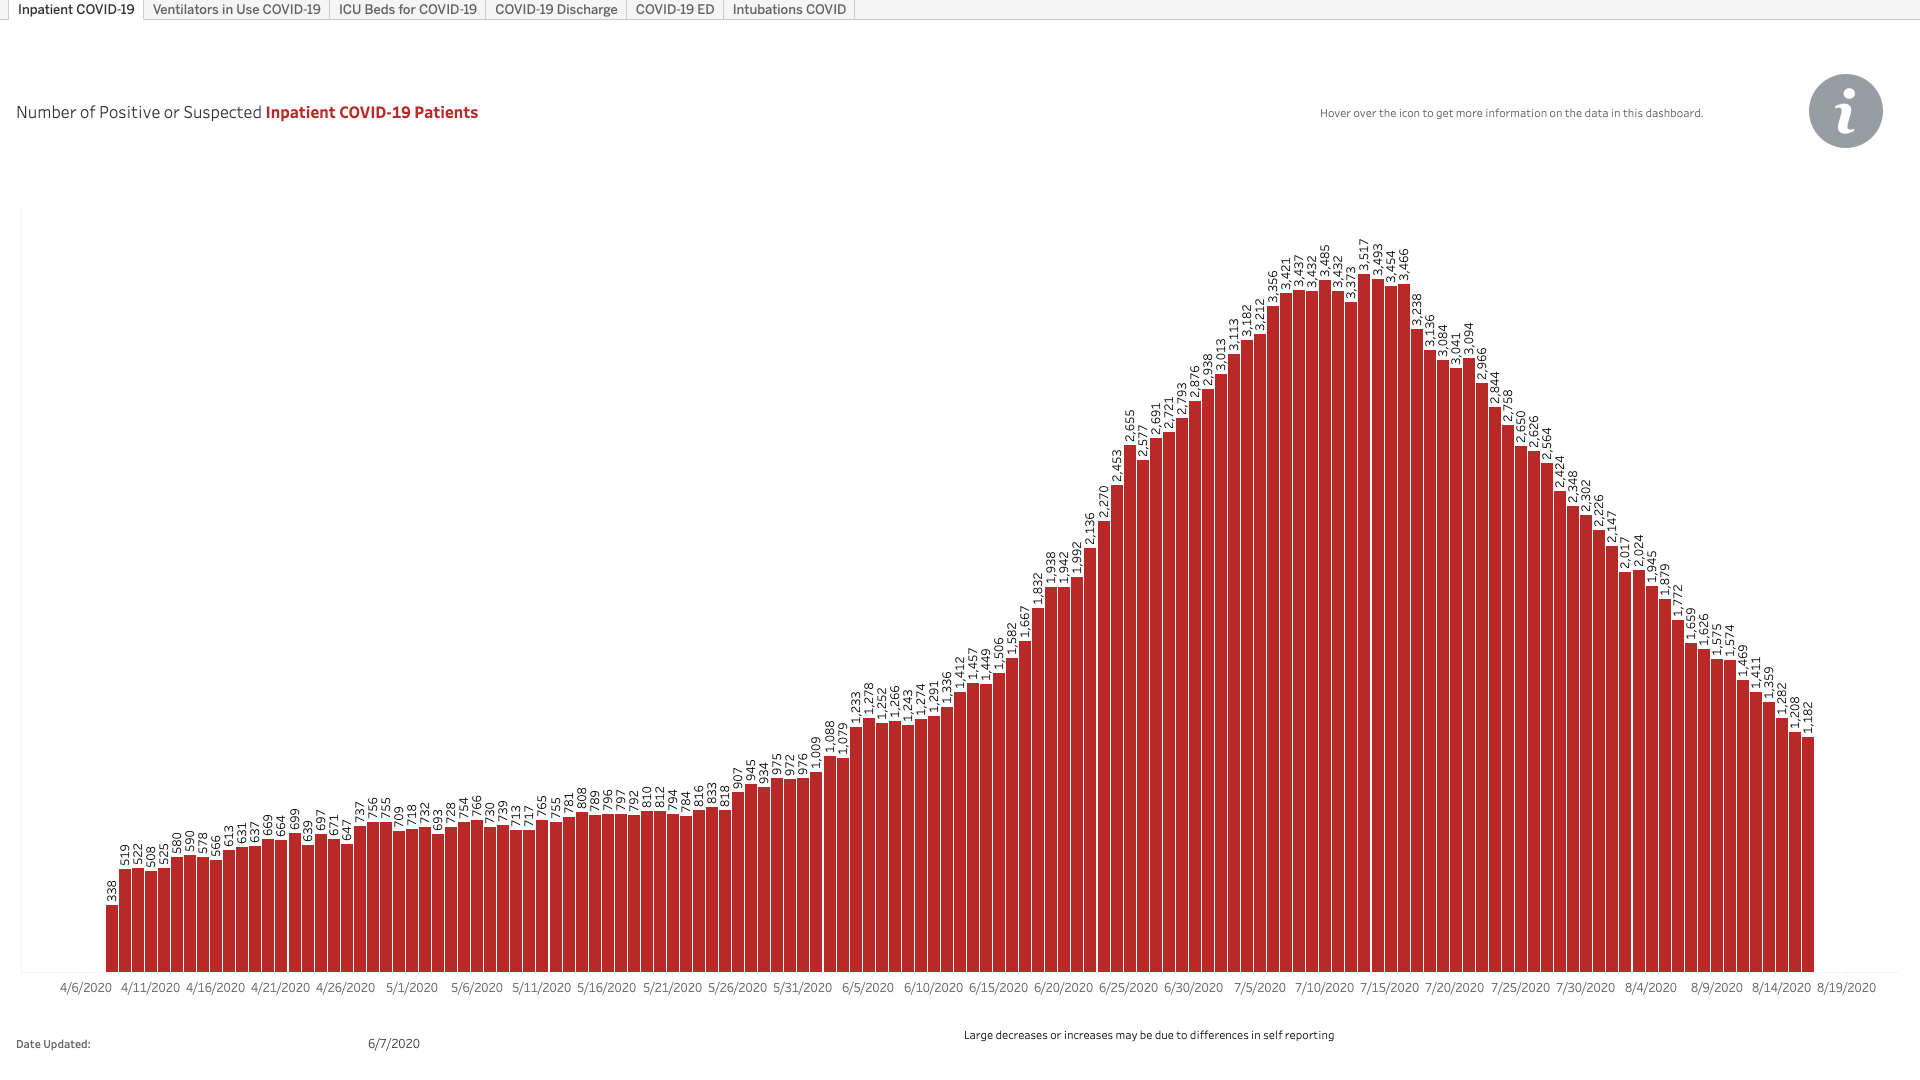 Inpatient COVID-19 Ventilators in Use COVID-19 ICU Beds for COVID-19 COVID-19 Discharge COVID-19 ED Intubations COVID
Number of Positive or Suspected Inpatient COVID-19 Patients
Hover over the icon to get more information on the data in this dashboard.
i
338 519 522 508 525 580 590 578 566 613 631 637 669 664 699 639 697 671 647 737 756 755 709 718 732 693 728 754 766 730 739 713 717 765 755 781 808 789 796 797 792 810 812 794 784 816 833 818 907 945 934 975 972 976 1,009 1,088 1,079 1,233 1,278 1,252 1,266 1,243 1,274 1,291 1,336 1,412 1,457 1,449 1,506 1,582 1,667 1,832 1,938 1,942 1,992 2,136 2,270 2,453 2,655 2,577 2,691 2,721 2,793 2,876 2,938 3,013 3,113 3,182 3,212 3,356 3,421 3,437 3,432 3,485 3,432 3,373 3,517 3,493 3,454 3,466 3,238 3,136 3,084 3,041 3,094 2,966 2,844 2,758 2,650 2,626 2,564 2,424 2,348 2,302 2,226 2,147 2,017 2,024 1,945 1,879 1,772 1,659 1,626 1,575 1,574 1,469 1,411 1,359 1,282 1,208 1,182
4/6/2020 4/11/2020 4/16/2020 4/21/2020 4/26/2020 5/1/2020 5/6/2020 5/11/2020 5/16/2020 5/21/2020 5/26/2020 5/31/2020 6/5/2020 6/10/2020 6/15/2020 6/20/2020 6/25/2020 6/30/2020 7/5/2020 7/10/2020 7/15/2020 7/20/2020 7/25/2020 7/30/2020 8/4/2020 8/9/2020 8/14/2020 8/19/2020
Large decreases or increases may be due to differences in self reporting
Date Updated: 6/7/2020